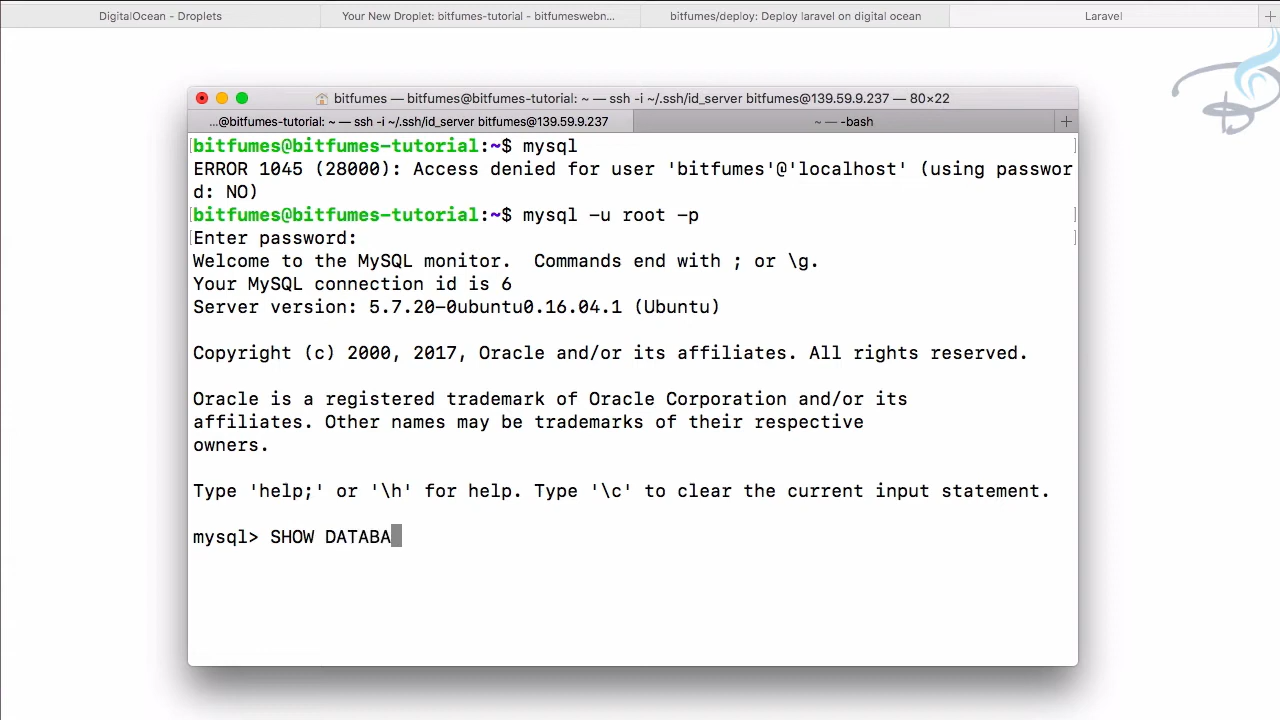 DigitalOcean - Droplets
Your New Droplet: bitfumes-tutorial - bitfumeswebn...
bitfumes/deploy: Deploy laravel on digital ocean
Laravel
bitfumes — bitfumes@bitfumes-tutorial: ~ — ssh -i ~/.ssh/id_server bitfumes@139.59.9.237 — 80×22
...@bitfumes-tutorial: ~ — ssh -i ~/.ssh/id_server bitfumes@139.59.9.237
~ — -bash
bitfumes@bitfumes-tutorial:~$ mysql
ERROR 1045 (28000): Access denied for user 'bitfumes'@'localhost' (using passwor
d: NO)
bitfumes@bitfumes-tutorial:~$ mysql -u root -p
Enter password:
Welcome to the MySQL monitor.  Commands end with ; or \g.
Your MySQL connection id is 6
Server version: 5.7.20-0ubuntu0.16.04.1 (Ubuntu)
Copyright (c) 2000, 2017, Oracle and/or its affiliates. All rights reserved.
Oracle is a registered trademark of Oracle Corporation and/or its
affiliates. Other names may be trademarks of their respective
owners.
Type 'help;' or '\h' for help. Type '\c' to clear the current input statement.
mysql> SHOW DATABA